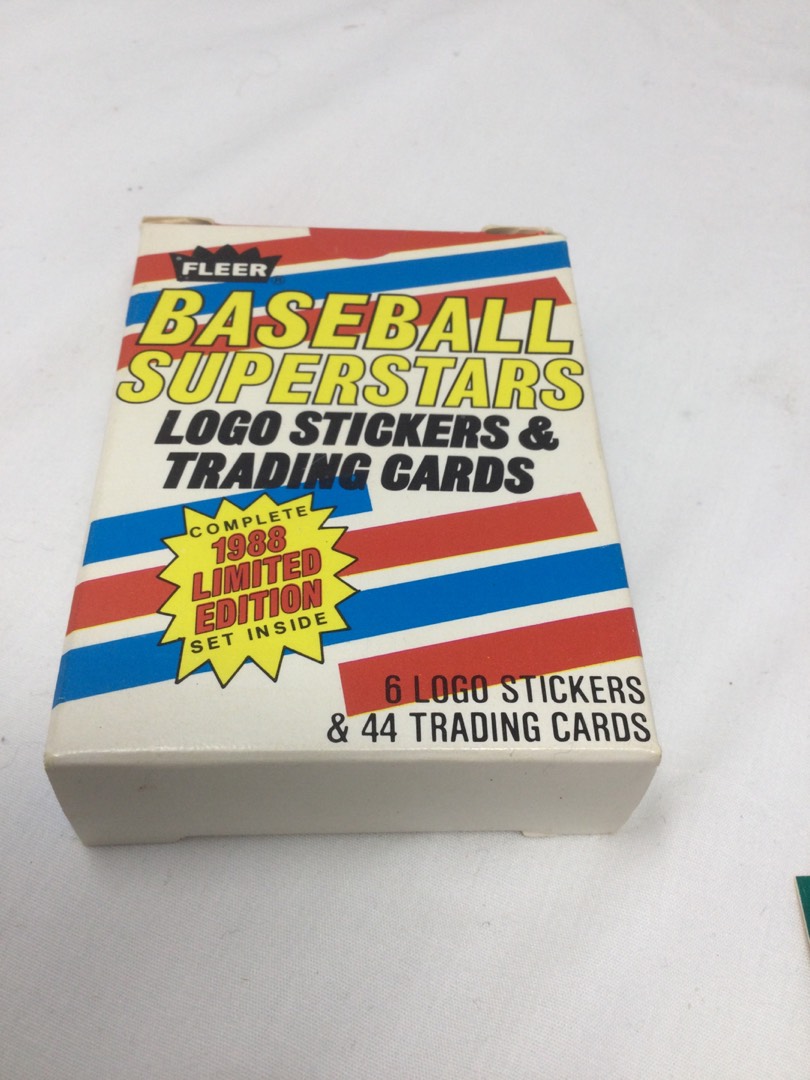 FLEER
BASEBALL
SUPERSTARS
LOGO STICKERS &
TRADING CARDS
COMPLETE
1988
LIMITED
EDITION
SET INSIDE
6 LOGO STICKERS
& 44 TRADING CARDS